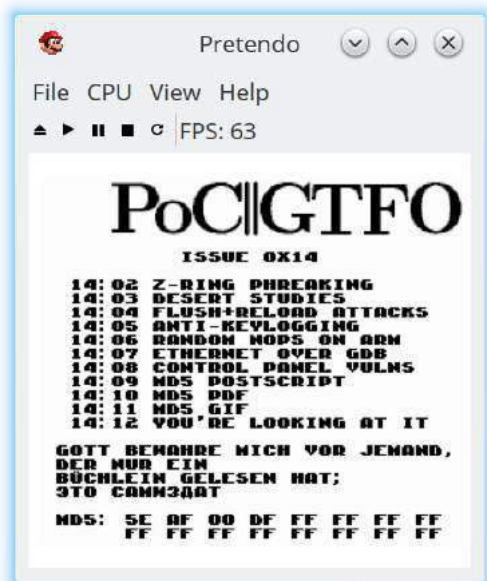 Pretendo
File CPU View Help
FPS: 63
PoC||GTFO
ISSUE 0X14
14:02 Z-RING PHREAKING
14:03 DESERT STUDIES
14:04 FLUSH+RELOAD ATTACKS
14:05 ANTI-KEYLOGGING
14:06 RANDOM NOPS ON ARM
14:07 ETHERNET OVER GDB
14:08 CONTROL PANEL VULNS
14:09 MD5 POSTSCRIPT
14:10 MD5 PDF
14:11 MD5 GIF
14:12 YOU'RE LOOKING AT IT
GOTT BEWAHRE MICH VOR JEMAND,
DER NUR EIN
BÜCHLEIN GELESEN HAT;
ЭТО САМИЗДАТ
MD5: 5E AF 00 DF FF FF FF FF
FF FF FF FF FF FF FF FF